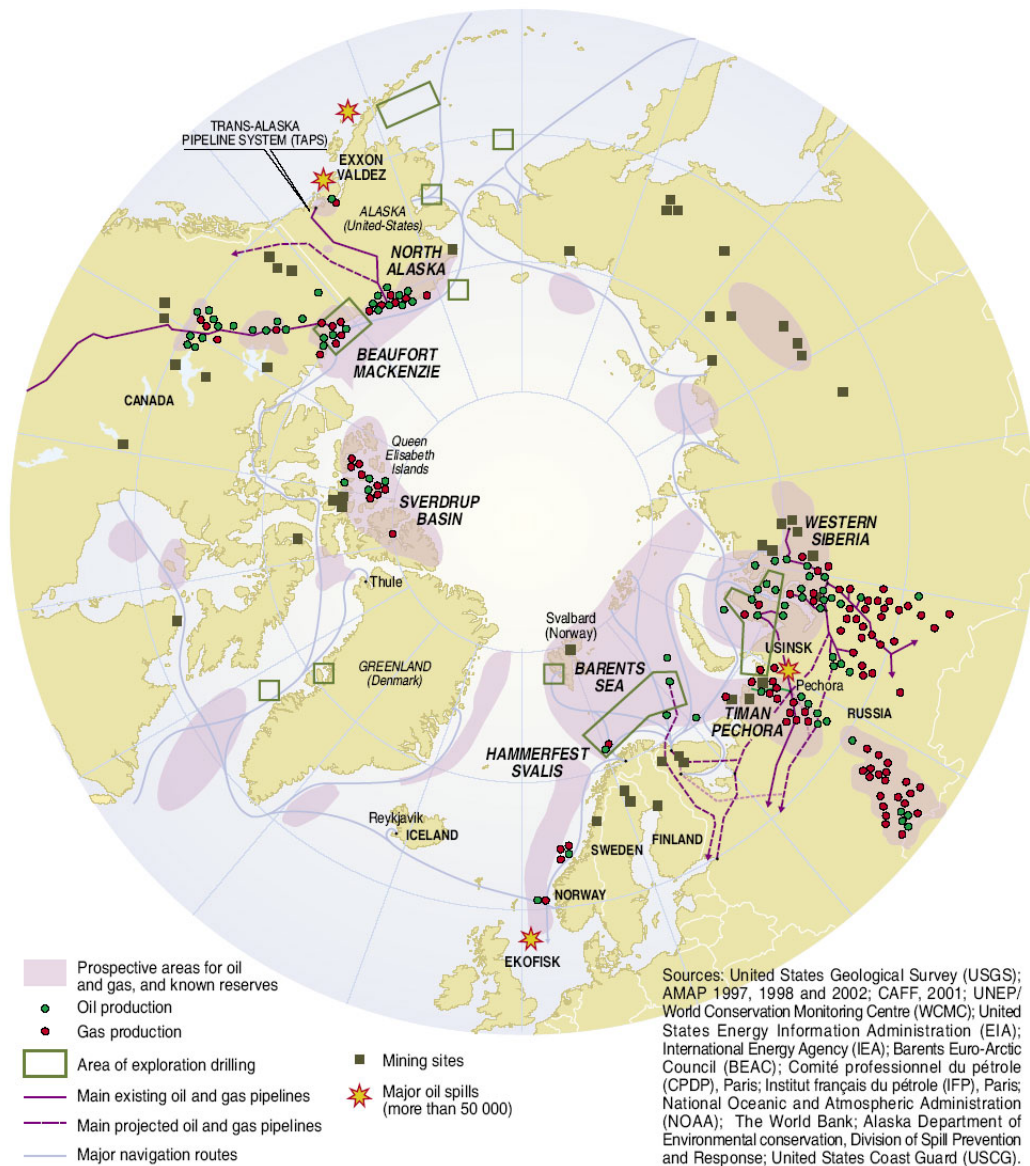 TRANS-ALASKA
PIPELINE SYSTEM (TAPS)
EXXON
VALDEZ
ALASKA
(United-States)
NORTH
ALASKA
BEAUFORT
MACKENZIE
CANADA
Queen
Elisabeth
Islands
SVERDRUP
BASIN
WESTERN
SIBERIA
Thule
Svalbard
(Norway)
GREENLAND
(Denmark)
BARENTS
SEA
USINSK
Pechora
TIMAN
PECHORA
RUSSIA
HAMMERFEST
SVALIS
Reykjavik
ICELAND
SWEDEN
FINLAND
NORWAY
EKOFISK
Prospective areas for oil
and gas, and known reserves
Oil production
Gas production
Area of exploration drilling
Main existing oil and gas pipelines
Main projected oil and gas pipelines
Major navigation routes
Mining sites
Major oil spills
(more than 50 000)
Sources: United States Geological Survey (USGS);
AMAP 1997, 1998 and 2002; CAFF, 2001; UNEP/
World Conservation Monitoring Centre (WCMC); United
States Energy Information Administration (EIA);
International Energy Agency (IEA); Barents Euro-Arctic
Council (BEAC); Comité professionnel du pétrole
(CPDP), Paris; Institut français du pétrole (IFP), Paris;
National Oceanic and Atmospheric Administration
(NOAA); The World Bank; Alaska Department of
Environmental conservation, Division of Spill Prevention
and Response; United States Coast Guard (USCG).